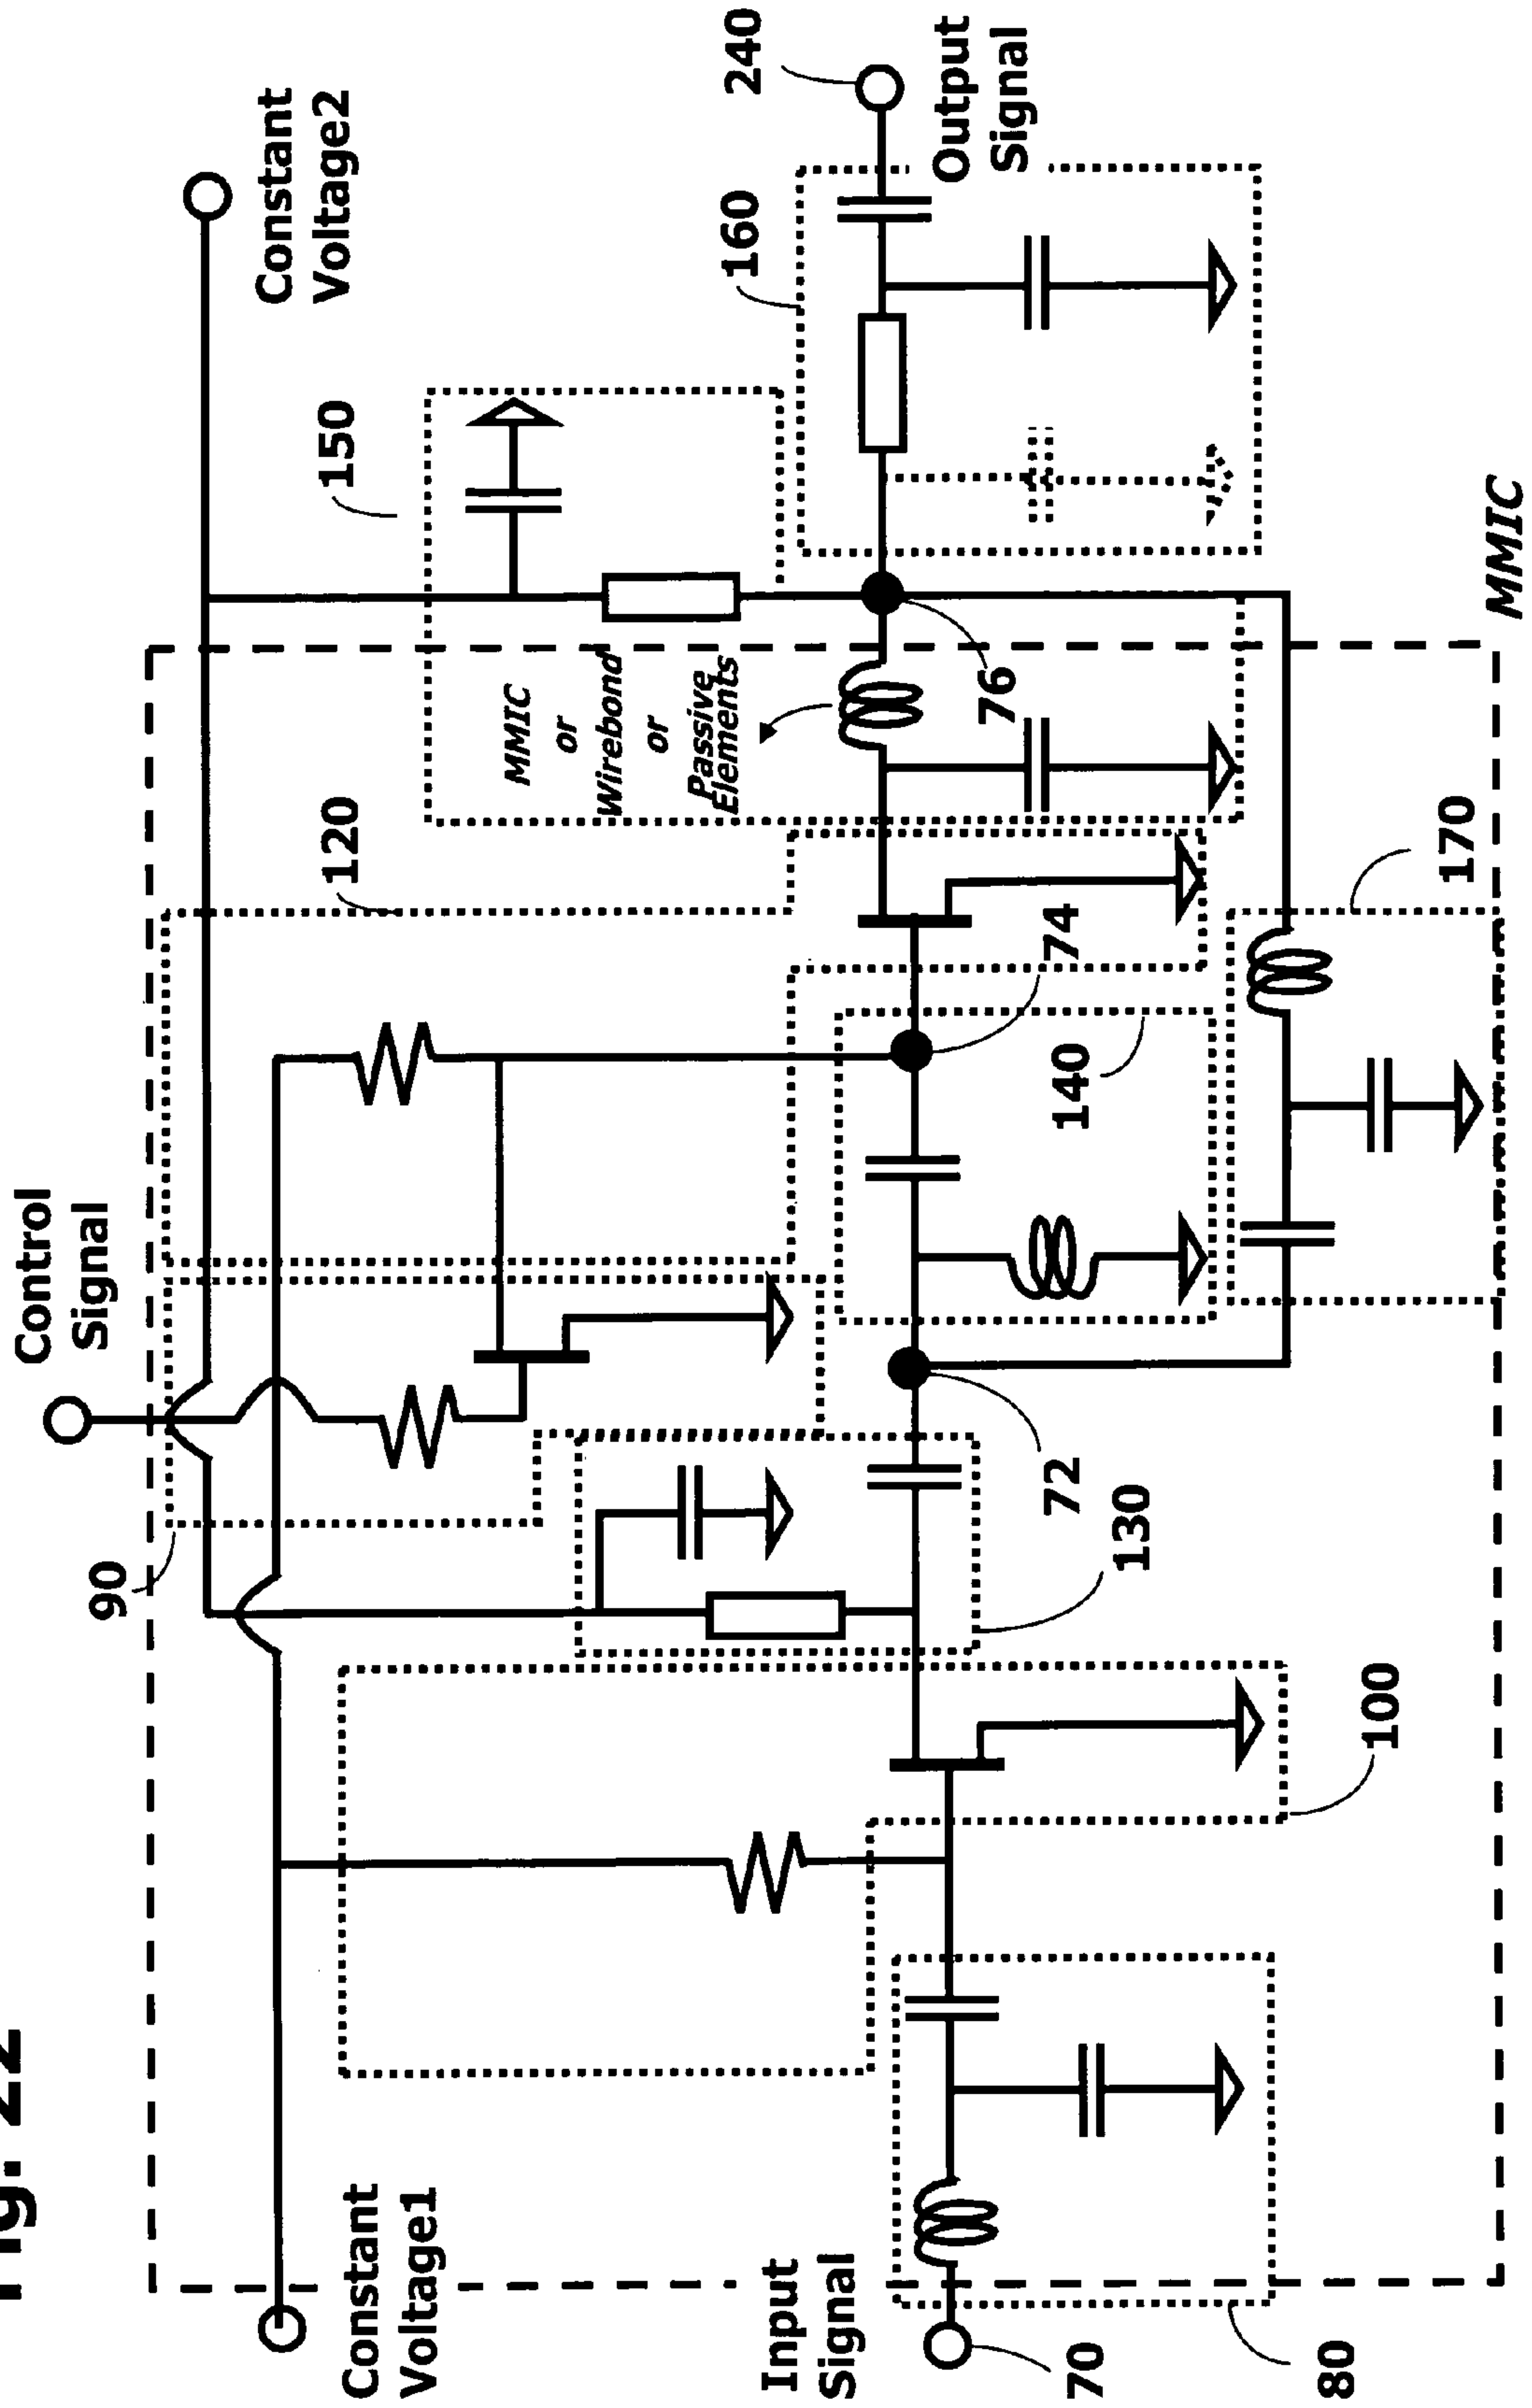 Fig. 22
Control
Signal
Constant
Voltage2
90
120
150
Constant
Voltage1
MMIC
or
Wirebond
or
Passive
Elements
160
240
Input
Signal
Output
Signal
70
80
100
130
72
140
74
76
170
MMIC